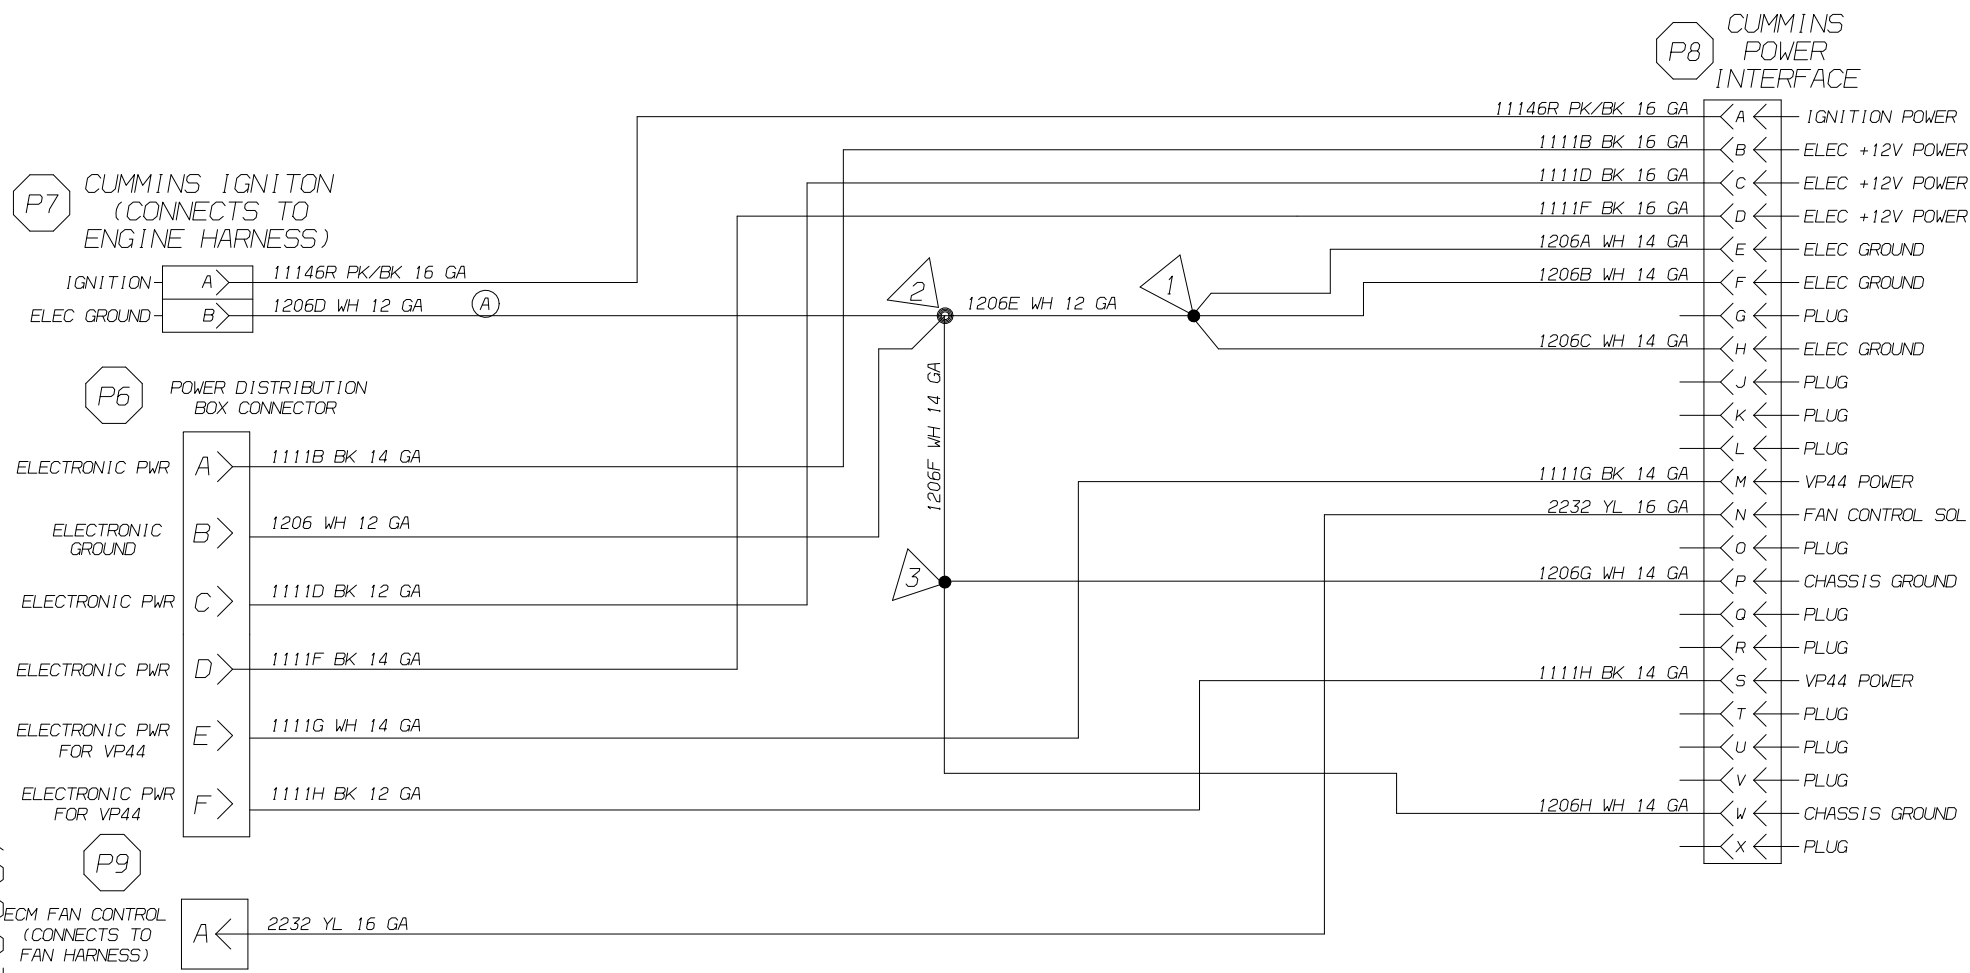 P8
CUMMINS
POWER
INTERFACE
11146R PK/BK 16 GA
A
IGNITION POWER
1111B BK 16 GA
B
ELEC +12V POWER
1111D BK 16 GA
C
ELEC +12V POWER
1111F BK 16 GA
D
ELEC +12V POWER
1206A WH 14 GA
E
ELEC GROUND
1206B WH 14 GA
F
ELEC GROUND
G
PLUG
1206C WH 14 GA
H
ELEC GROUND
J
PLUG
K
PLUG
L
PLUG
1111G BK 14 GA
M
VP44 POWER
2232 YL 16 GA
N
FAN CONTROL SOL
O
PLUG
1206G WH 14 GA
P
CHASSIS GROUND
Q
PLUG
R
PLUG
1111H BK 14 GA
S
VP44 POWER
T
PLUG
U
PLUG
V
PLUG
1206H WH 14 GA
W
CHASSIS GROUND
X
PLUG
P7
CUMMINS IGNITON
(CONNECTS TO
ENGINE HARNESS)
IGNITION
A
11146R PK/BK 16 GA
ELEC GROUND
B
1206D WH 12 GA
A
2
1206E WH 12 GA
1
1206F WH 14 GA
3
P6
POWER DISTRIBUTION
BOX CONNECTOR
ELECTRONIC PWR
A
1111B BK 14 GA
ELECTRONIC
GROUND
B
1206 WH 12 GA
ELECTRONIC PWR
C
1111D BK 12 GA
ELECTRONIC PWR
D
1111F BK 14 GA
ELECTRONIC PWR
FOR VP44
E
1111G WH 14 GA
ELECTRONIC PWR
FOR VP44
F
1111H BK 12 GA
P9
ECM FAN CONTROL
(CONNECTS TO
FAN HARNESS)
A
2232 YL 16 GA